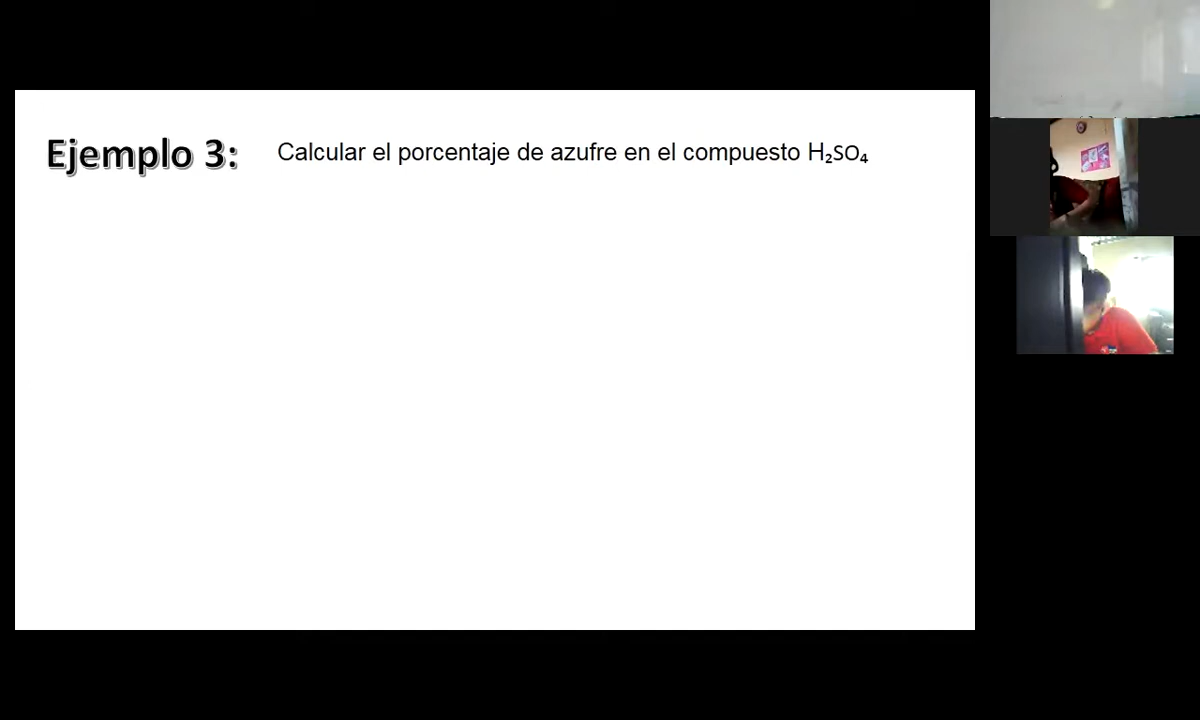 Ejemplo 3: Calcular el porcentaje de azufre en el compuesto H₂SO₄